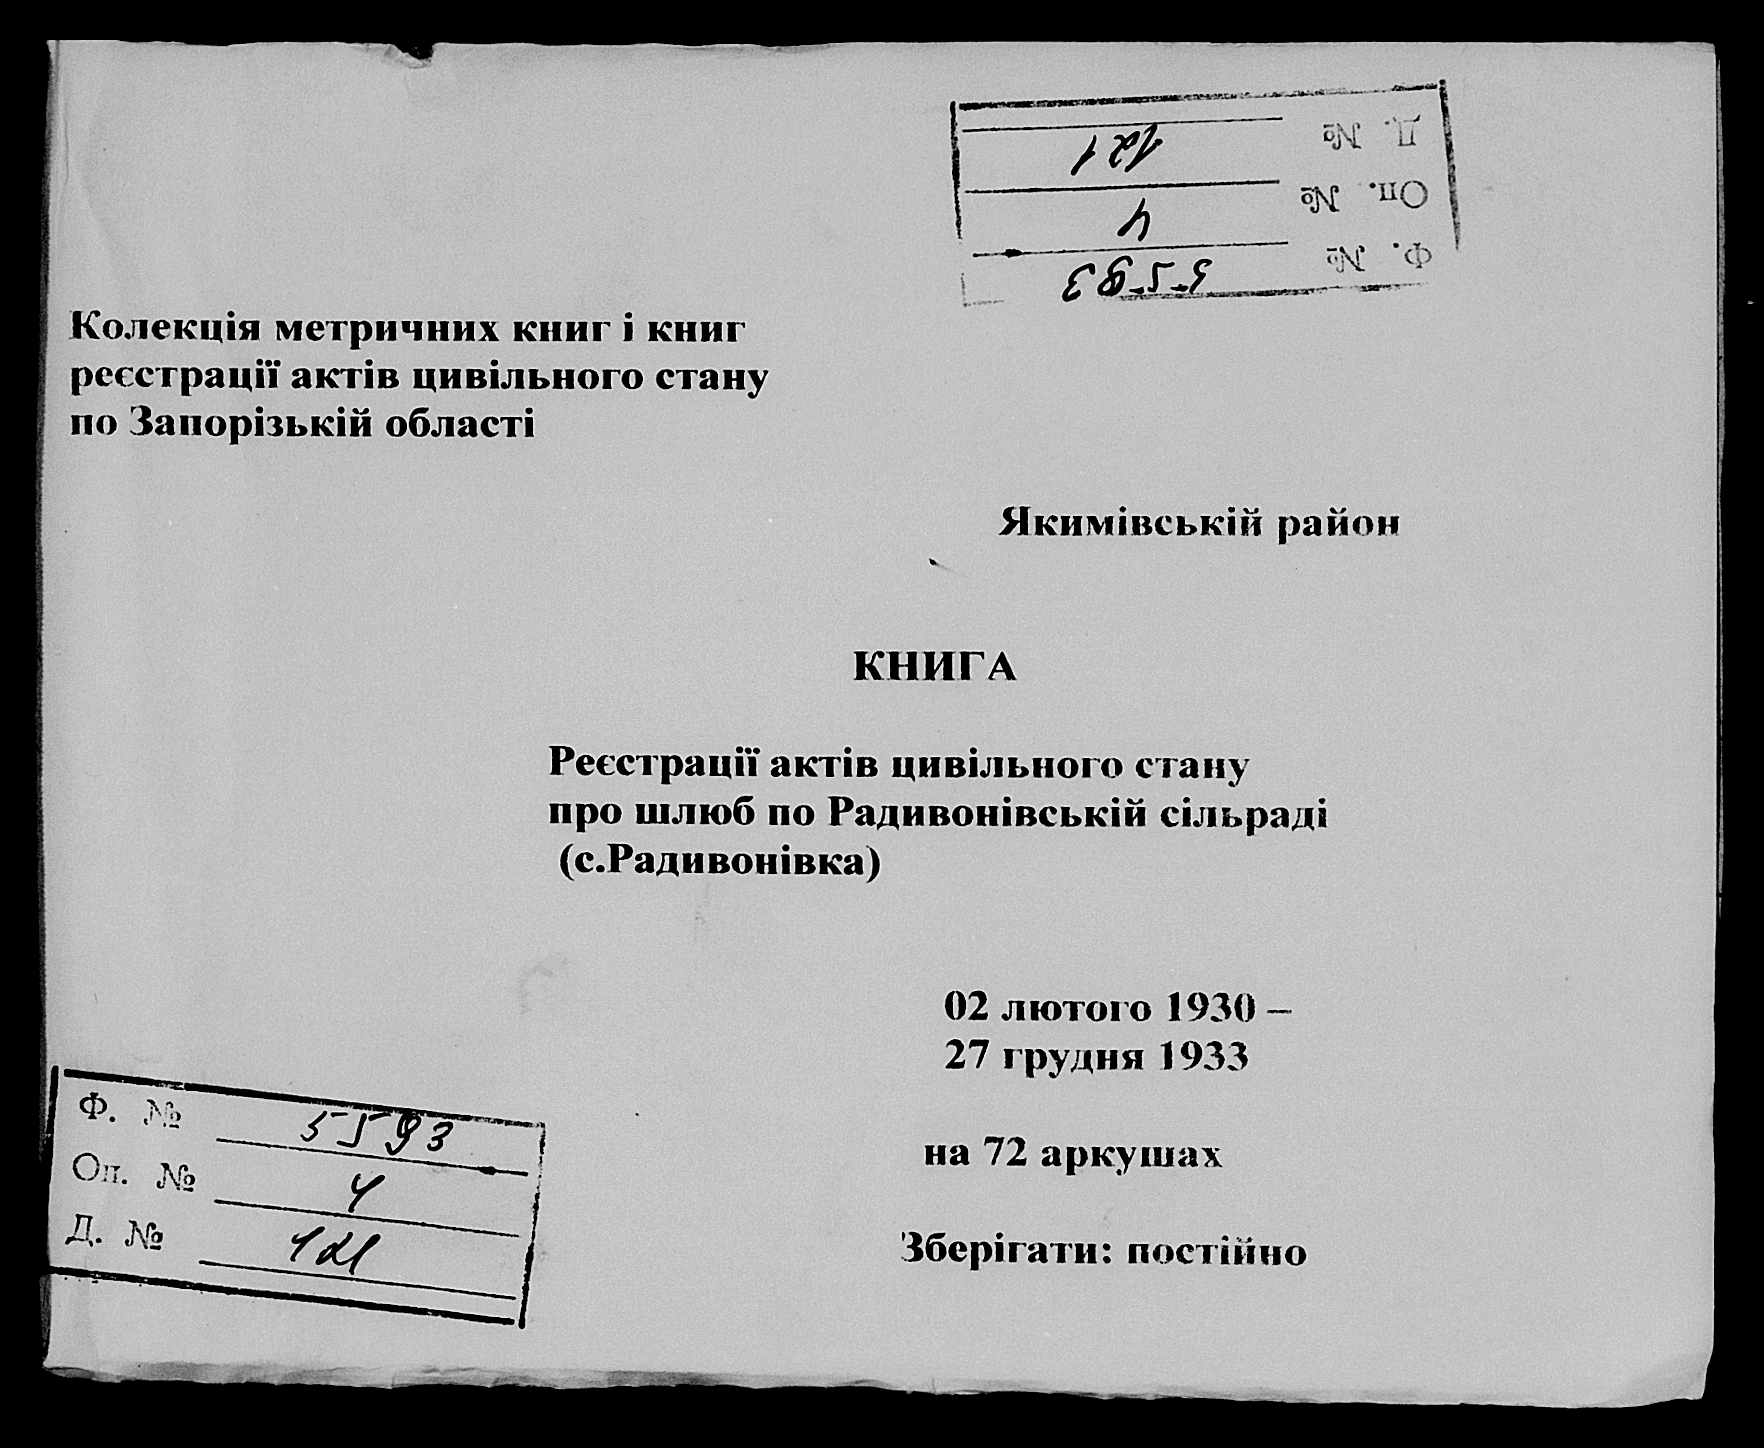 Д. № 121
Оп. № 4
Ф. № 5593
Колекція метричних книг і книг
реєстрації актів цивільного стану
по Запорізькій області
Якимівській район
КНИГА
Реєстрації актів цивільного стану
про шлюб по Радивонівській сільраді
(с.Радивонівка)
02 лютого 1930 –
27 грудня 1933
на 72 аркушах
Зберігати: постійно
Ф. № 5593
Оп. № 4
Д. № 121